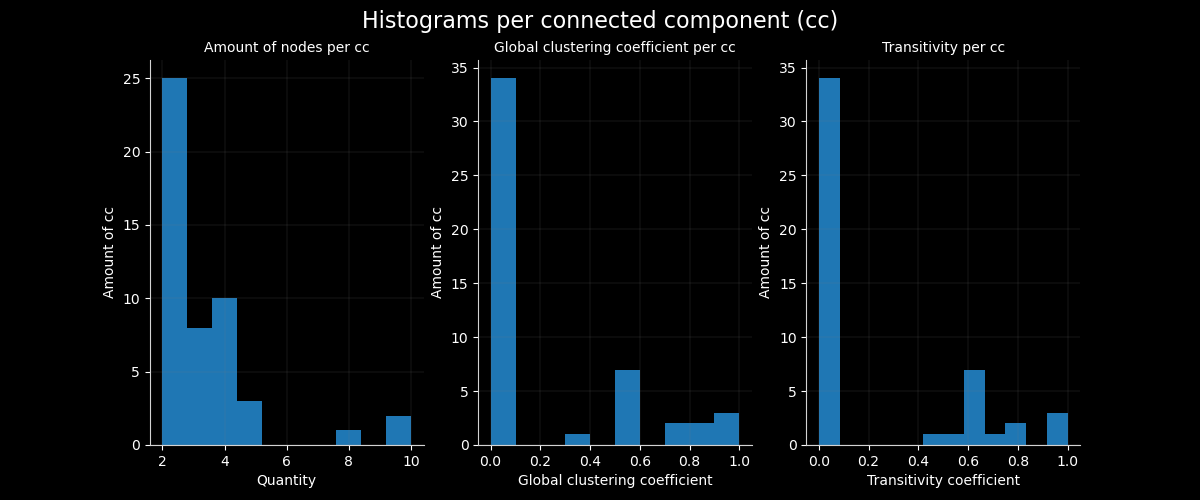 Histograms per connected component (cc)
Amount of nodes per cc
25
20
15
10
5
0
Amount of cc
2 4 6 8 10
Quantity
Global clustering coefficient per cc
35
30
25
20
15
10
5
0
Amount of cc
0.0 0.2 0.4 0.6 0.8 1.0
Global clustering coefficient
Transitivity per cc
35
30
25
20
15
10
5
0
Amount of cc
0.0 0.2 0.4 0.6 0.8 1.0
Transitivity coefficient